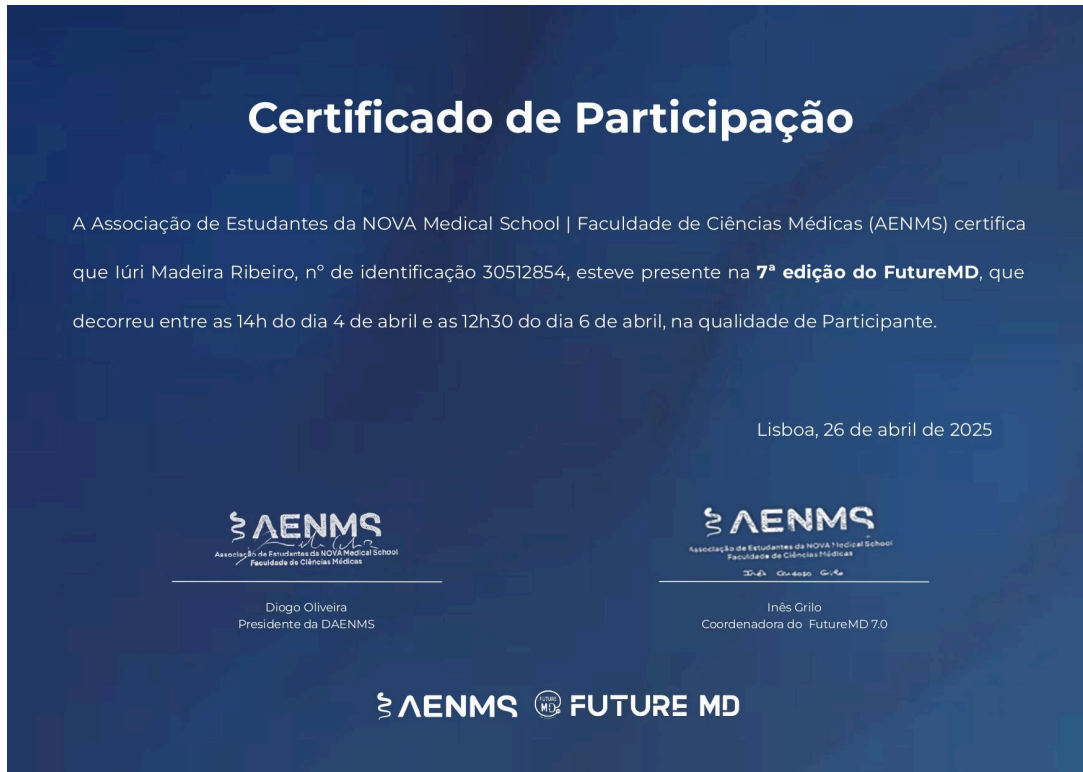 Certificado de Participação
A Associação de Estudantes da NOVA Medical School | Faculdade de Ciências Médicas (AENMS) certifica
que Iúri Madeira Ribeiro, nº de identificação 30512854, esteve presente na 7ª edição do FutureMD, que
decorreu entre as 14h do dia 4 de abril e as 12h30 do dia 6 de abril, na qualidade de Participante.
Lisboa, 26 de abril de 2025
AENMS
Associação de Estudantes da NOVA Medical School
Faculdade de Ciências Médicas
Diogo Oliveira
Presidente da DAENMS
AENMS
Associação de Estudantes da NOVA Medical School
Faculdade de Ciências Médicas
Inês Cardoso Grilo
Inês Grilo
Coordenadora do FutureMD 7.0
AENMS FUTURE MD FUTURE MD